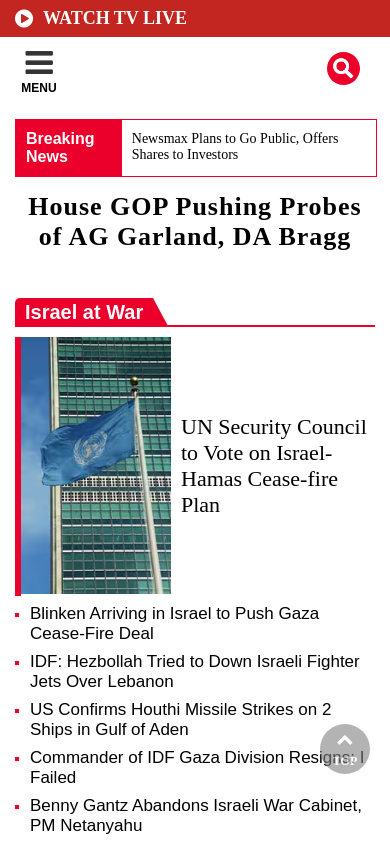 WATCH TV LIVE
MENU
Breaking
News
Newsmax Plans to Go Public, Offers
Shares to Investors
House GOP Pushing Probes
of AG Garland, DA Bragg
Israel at War
UN Security Council
to Vote on Israel-
Hamas Cease-fire
Plan
Blinken Arriving in Israel to Push Gaza
Cease-Fire Deal
IDF: Hezbollah Tried to Down Israeli Fighter
Jets Over Lebanon
US Confirms Houthi Missile Strikes on 2
Ships in Gulf of Aden
Commander of IDF Gaza Division Resigns: I
Failed
TOP
Benny Gantz Abandons Israeli War Cabinet,
PM Netanyahu